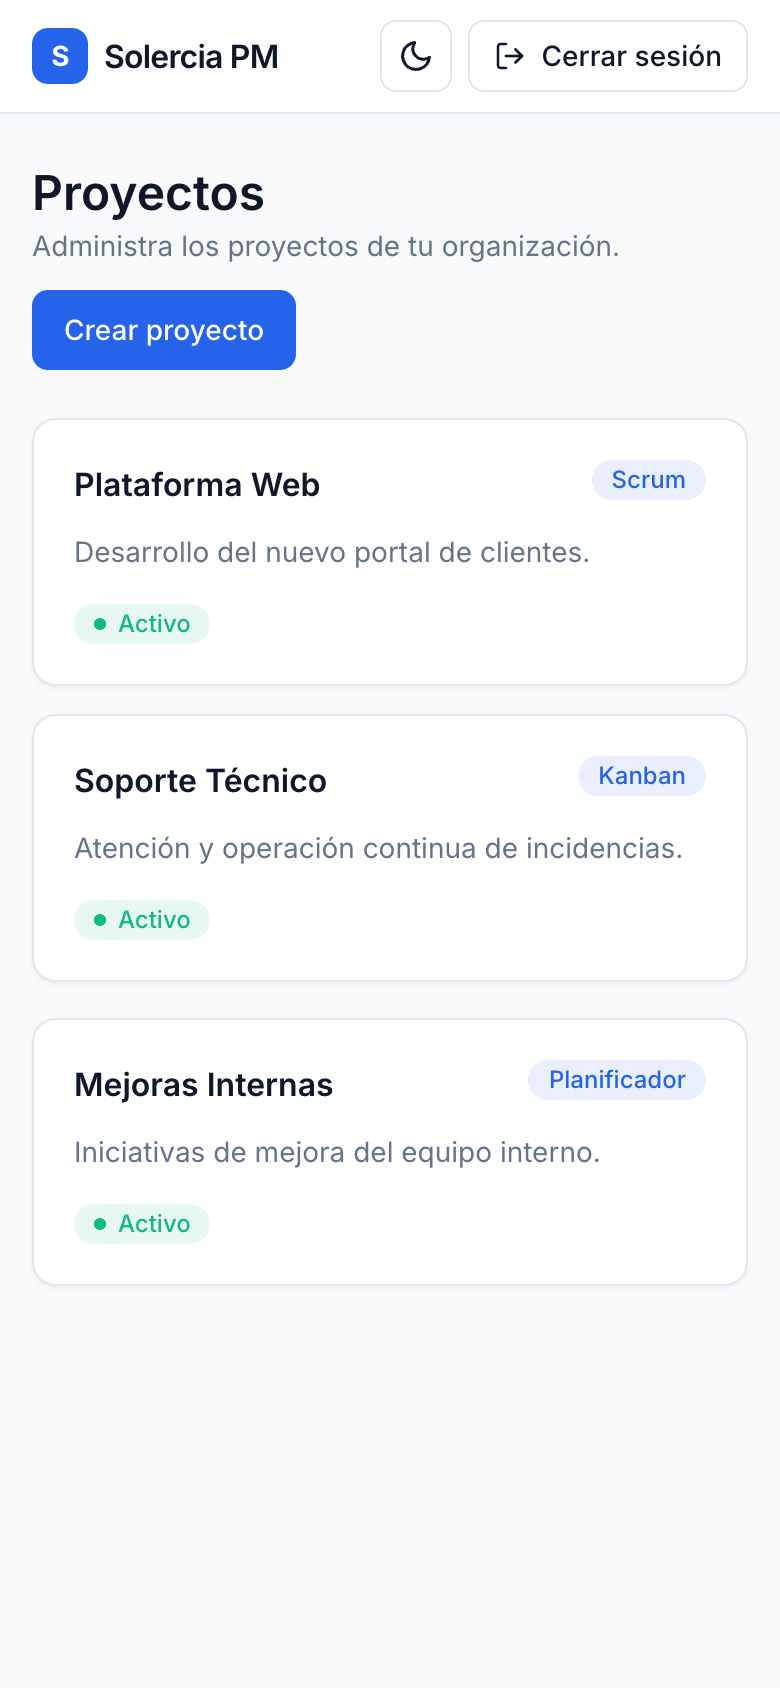 S Solercia PM Cerrar sesión
Proyectos
Administra los proyectos de tu organización.
Crear proyecto
Plataforma Web Scrum
Desarrollo del nuevo portal de clientes.
Activo
Soporte Técnico Kanban
Atención y operación continua de incidencias.
Activo
Mejoras Internas Planificador
Iniciativas de mejora del equipo interno.
Activo